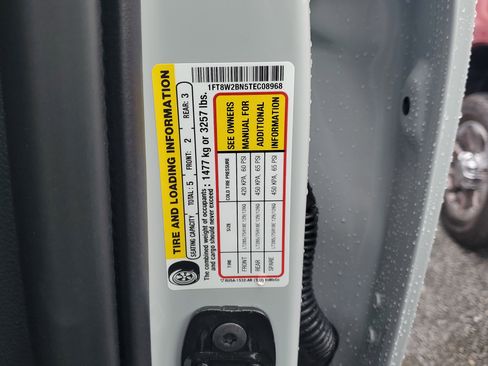 1FT8W2BN5TEC08968
TIRE AND LOADING INFORMATION
SEATING CAPACITY TOTAL: 5 FRONT: 2 REAR: 3
The combined weight of occupants
and cargo should never exceed : 1477 kg or 3257 lbs.
TIRE SIZE COLD TIRE PRESSURE SEE OWNERS
FRONT 420 KPA, 60 PSI MANUAL FOR
REAR 450 KPA, 65 PSI ADDITIONAL
SPARE 450 KPA, 65 PSI INFORMATION